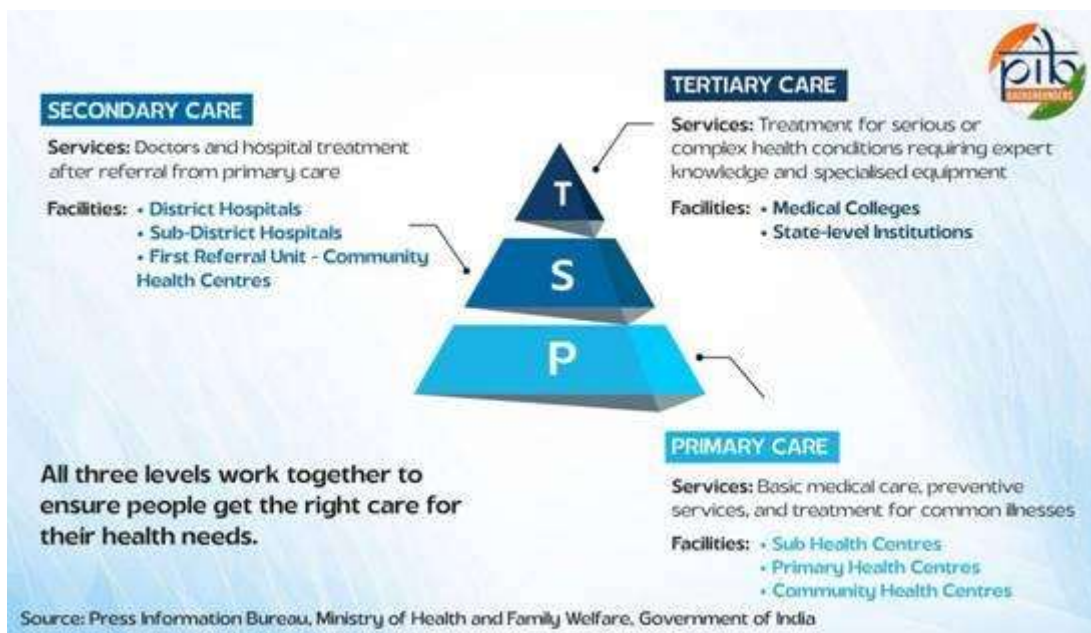 pib
BACKGROUNDERS
SECONDARY CARE
Services: Doctors and hospital treatment
after referral from primary care
Facilities: • District Hospitals
• Sub-District Hospitals
• First Referral Unit - Community
Health Centres
TERTIARY CARE
Services: Treatment for serious or
complex health conditions requiring expert
knowledge and specialised equipment
Facilities: • Medical Colleges
• State-level Institutions
T
S
P
PRIMARY CARE
Services: Basic medical care, preventive
services, and treatment for common illnesses
Facilities: • Sub Health Centres
• Primary Health Centres
• Community Health Centres
All three levels work together to
ensure people get the right care for
their health needs.
Source: Press Information Bureau, Ministry of Health and Family Welfare, Government of India